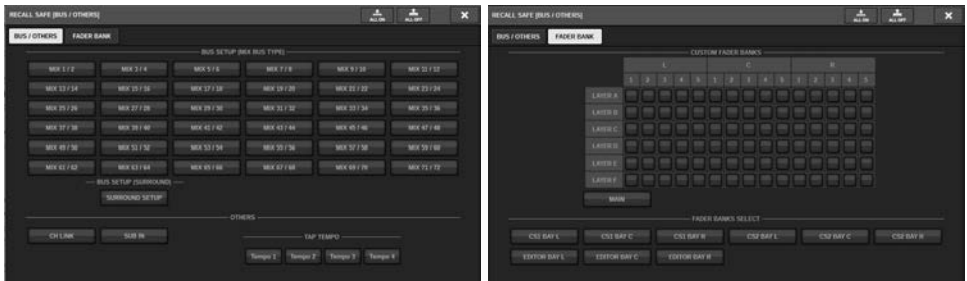 RECALL SAFE [BUS / OTHERS]
ALL ON
ALL OFF
BUS / OTHERS
FADER BANK
BUS SETUP (MIX BUS TYPE)
MIX 1 / 2 MIX 3 / 4 MIX 5 / 6 MIX 7 / 8 MIX 9 / 10 MIX 11 / 12
MIX 13 / 14 MIX 15 / 16 MIX 17 / 18 MIX 19 / 20 MIX 21 / 22 MIX 23 / 24
MIX 25 / 26 MIX 27 / 28 MIX 29 / 30 MIX 31 / 32 MIX 33 / 34 MIX 35 / 36
MIX 37 / 38 MIX 39 / 40 MIX 41 / 42 MIX 43 / 44 MIX 45 / 46 MIX 47 / 48
MIX 49 / 50 MIX 51 / 52 MIX 53 / 54 MIX 55 / 56 MIX 57 / 58 MIX 59 / 60
MIX 61 / 62 MIX 63 / 64 MIX 65 / 66 MIX 67 / 68 MIX 69 / 70 MIX 71 / 72
BUS SETUP (SURROUND)
SURROUND SETUP
OTHERS
CH LINK SUB IN
TAP TEMPO
Tempo 1 Tempo 2 Tempo 3 Tempo 4
RECALL SAFE [BUS / OTHERS]
ALL ON
ALL OFF
BUS / OTHERS
FADER BANK
CUSTOM FADER BANKS
L C R
1 2 3 4 5 1 2 3 4 5 1 2 3 4 5
LAYER A
LAYER B
LAYER C
LAYER D
LAYER E
LAYER F
MAIN
FADER BANKS SELECT
CS1 BAY L CS1 BAY C CS1 BAY R CS2 BAY L CS2 BAY C CS2 BAY R
EDITOR BAY L EDITOR BAY C EDITOR BAY R